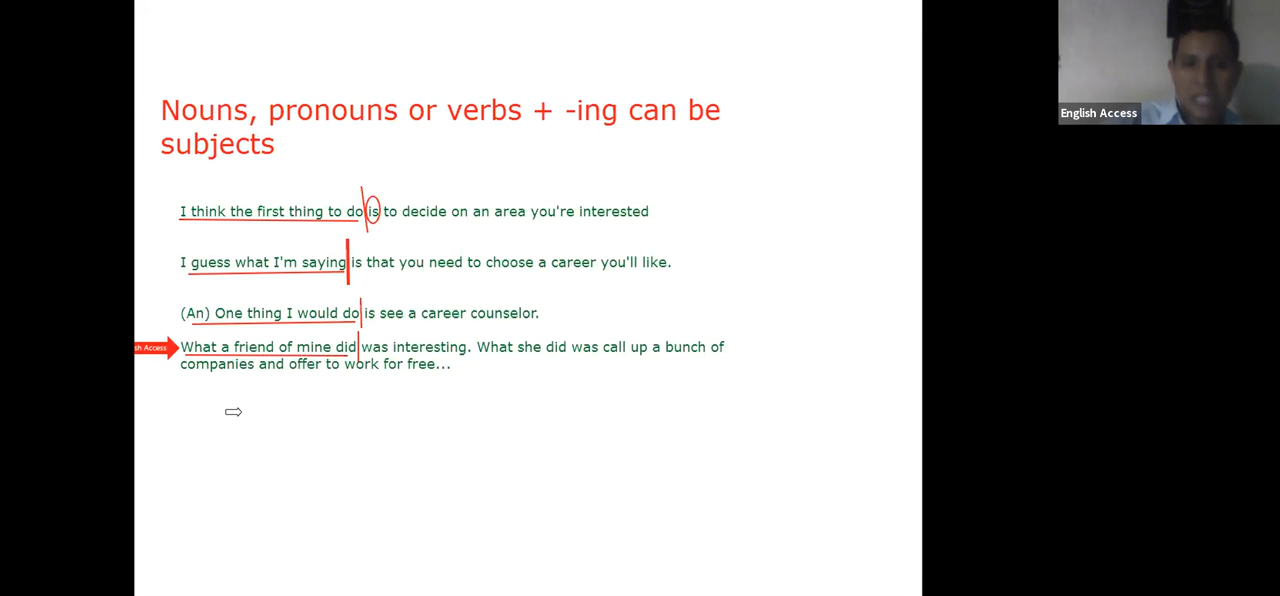 Nouns, pronouns or verbs + -ing can be
subjects
English Access
I think the first thing to do is to decide on an area you're interested
I guess what I'm saying is that you need to choose a career you'll like.
(An) One thing I would do is see a career counselor.
sh Access
What a friend of mine did was interesting. What she did was call up a bunch of
companies and offer to work for free...